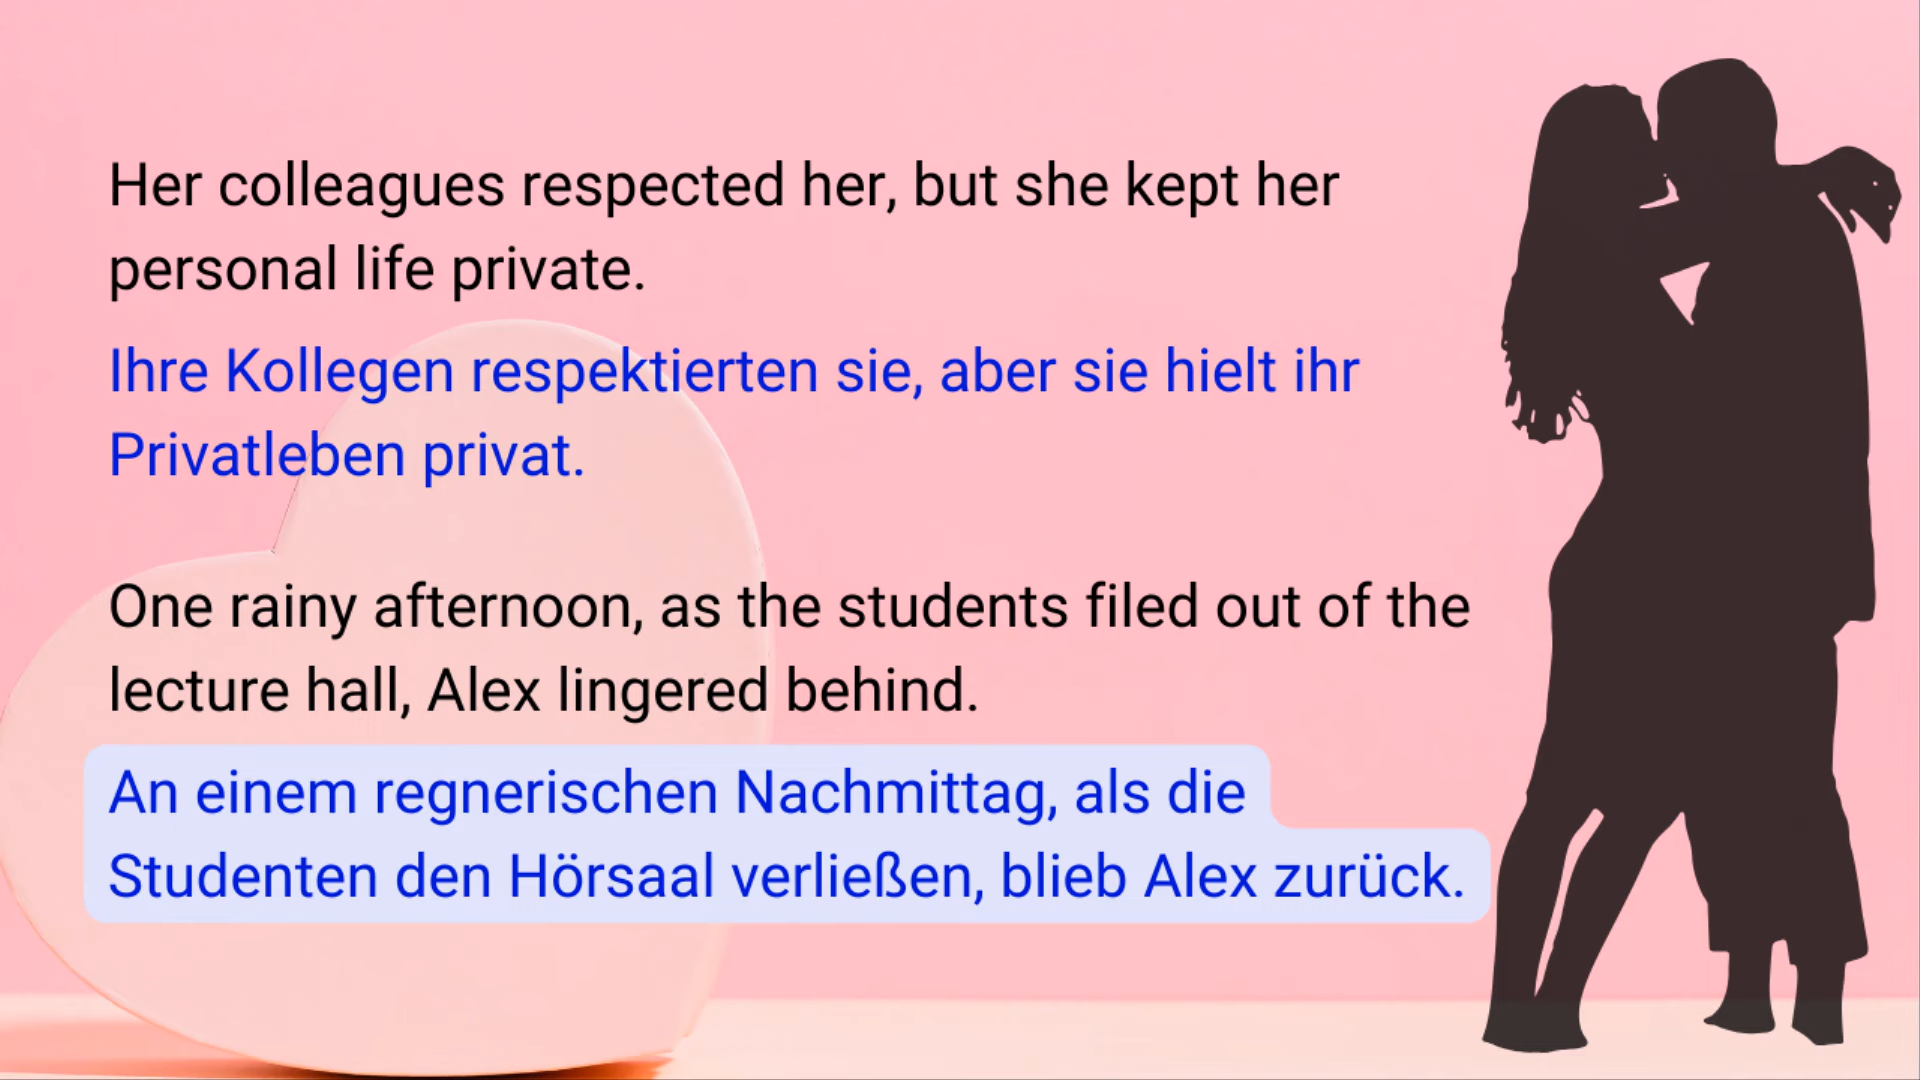 Her colleagues respected her, but she kept her
personal life private.
Ihre Kollegen respektierten sie, aber sie hielt ihr
Privatleben privat.
One rainy afternoon, as the students filed out of the
lecture hall, Alex lingered behind.
An einem regnerischen Nachmittag, als die
Studenten den Hörsaal verließen, blieb Alex zurück.